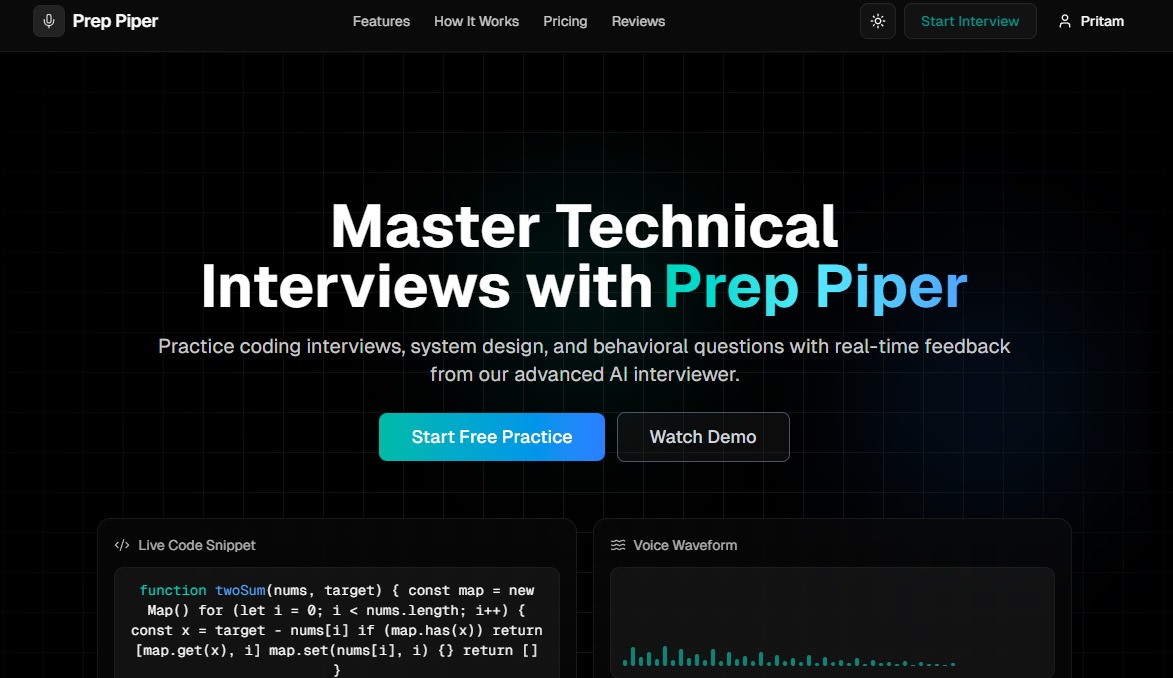 Prep Piper
Features
How It Works
Pricing
Reviews
Start Interview
Pritam
Master Technical
Interviews with Prep Piper
Practice coding interviews, system design, and behavioral questions with real-time feedback
from our advanced AI interviewer.
Start Free Practice
Watch Demo
</> Live Code Snippet
function twoSum(nums, target) { const map = new
Map() for (let i = 0; i < nums.length; i++) {
const x = target - nums[i] if (map.has(x)) return
[map.get(x), i] map.set(nums[i], i) {} return []
}
Voice Waveform